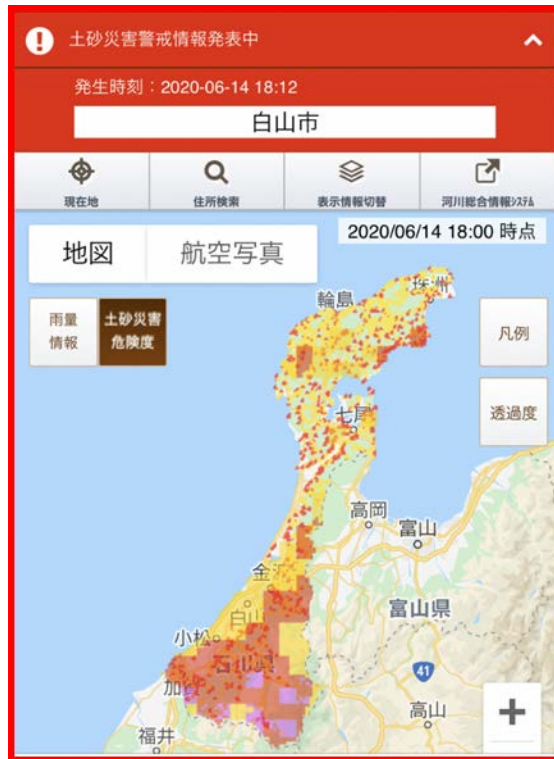 土砂災害警戒情報発表中
発生時刻：2020-06-14 18:12
白山市
現在地
住所検索
表示情報切替
河川総合情報システム
2020/06/14 18:00 時点
地図
航空写真
雨量
情報
土砂災害
危険度
凡例
透過度
輪島
珠洲
七尾
高岡
富山
金沢
白山
富山県
小松
石川県
41
高山
福井